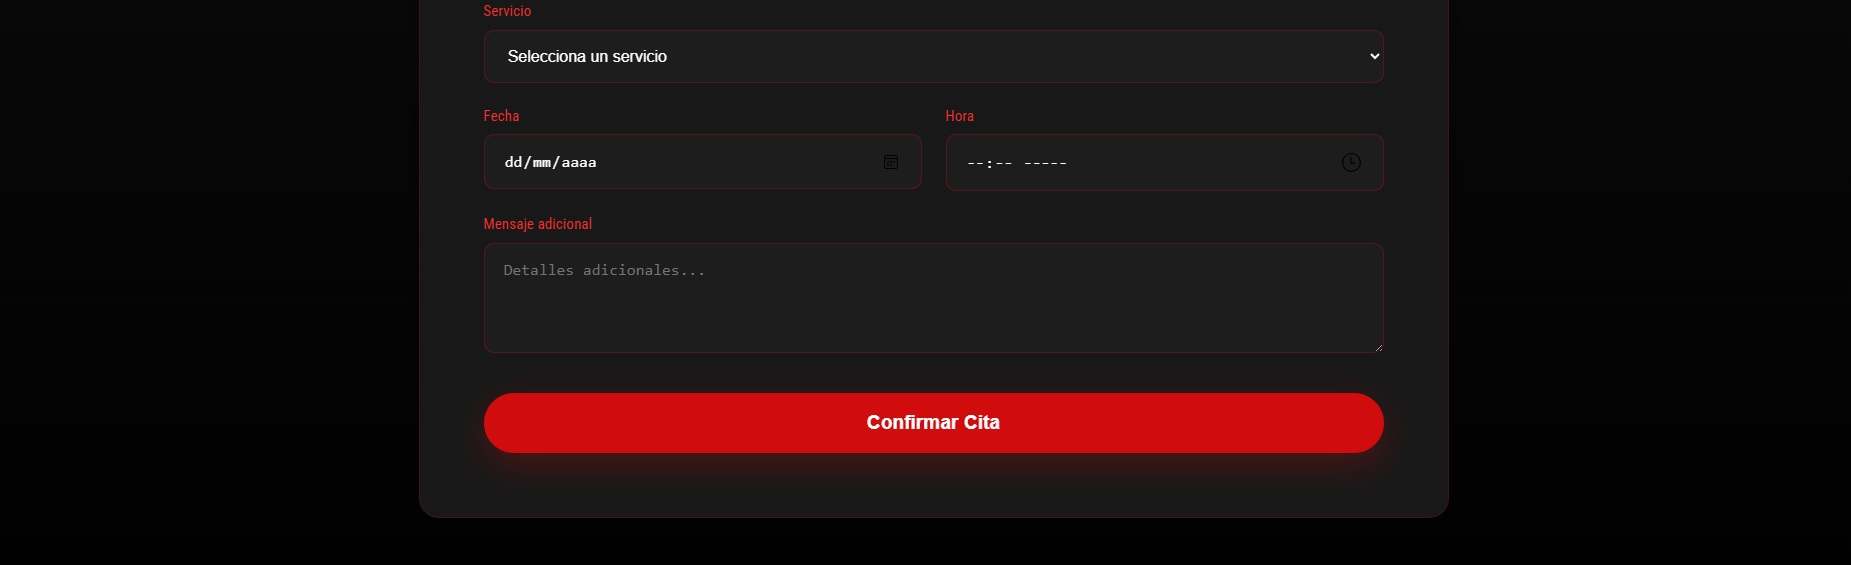 Servicio
Selecciona un servicio
Fecha
Hora
dd/mm/aaaa
--:-- -----
Mensaje adicional
Detalles adicionales...
Confirmar Cita